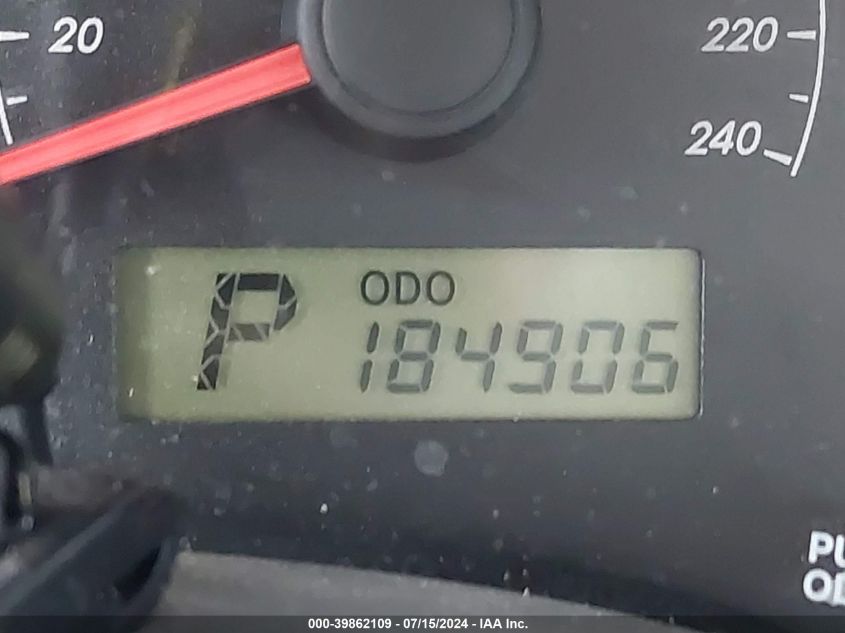 20
220
240
P
ODO
184906
PU
OD
000-39862109 - 07/15/2024 - IAA Inc.